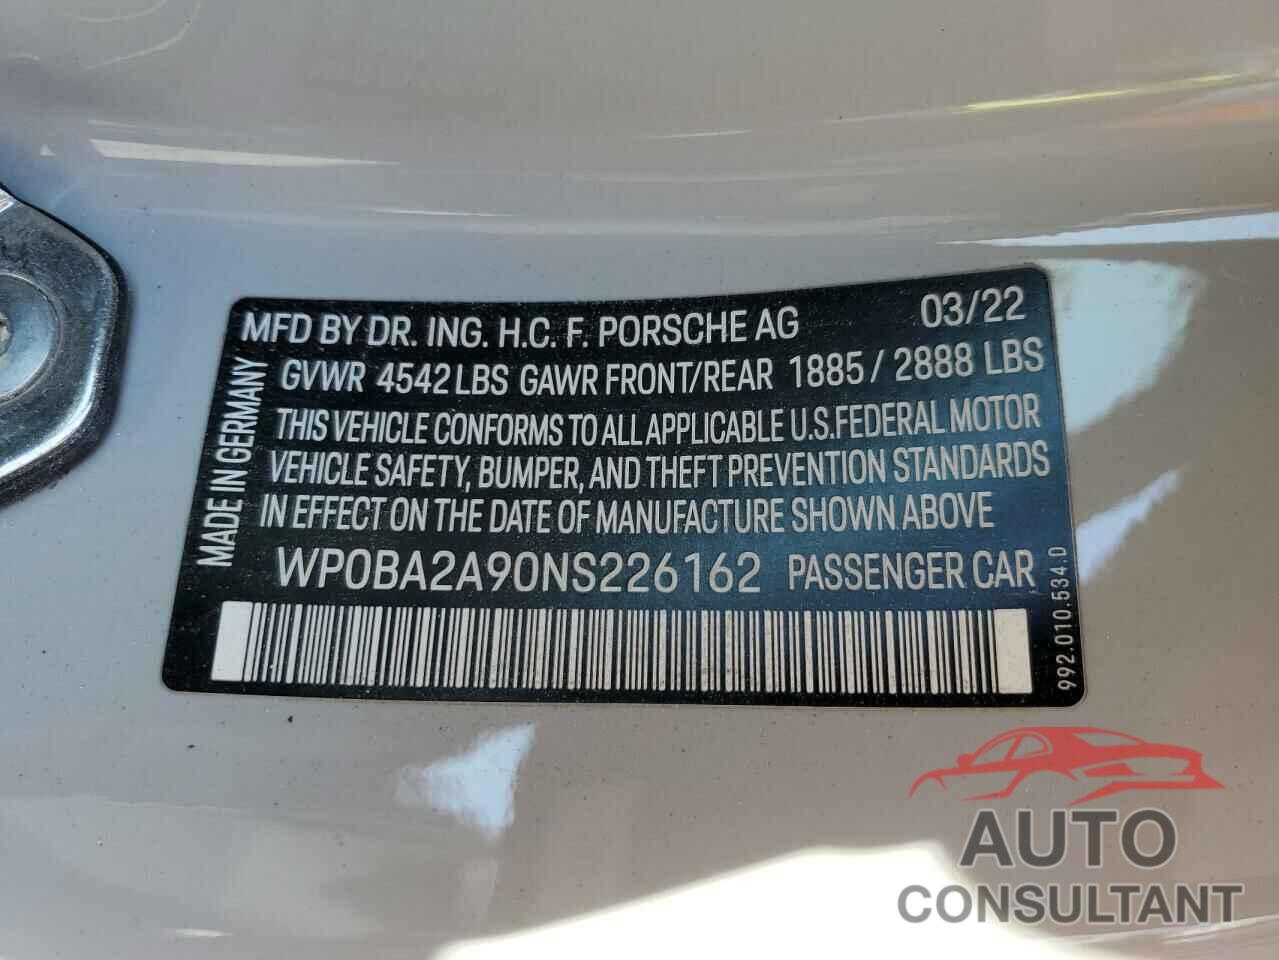 MFD BY DR. ING. H.C. F. PORSCHE AG 03/22
GVWR 4542 LBS GAWR FRONT/REAR 1885 / 2888 LBS
THIS VEHICLE CONFORMS TO ALL APPLICABLE U.S.FEDERAL MOTOR
VEHICLE SAFETY, BUMPER, AND THEFT PREVENTION STANDARDS
IN EFFECT ON THE DATE OF MANUFACTURE SHOWN ABOVE
WP0BA2A90NS226162 PASSENGER CAR
MADE IN GERMANY
992.010.534.D
AUTO
CONSULTANT